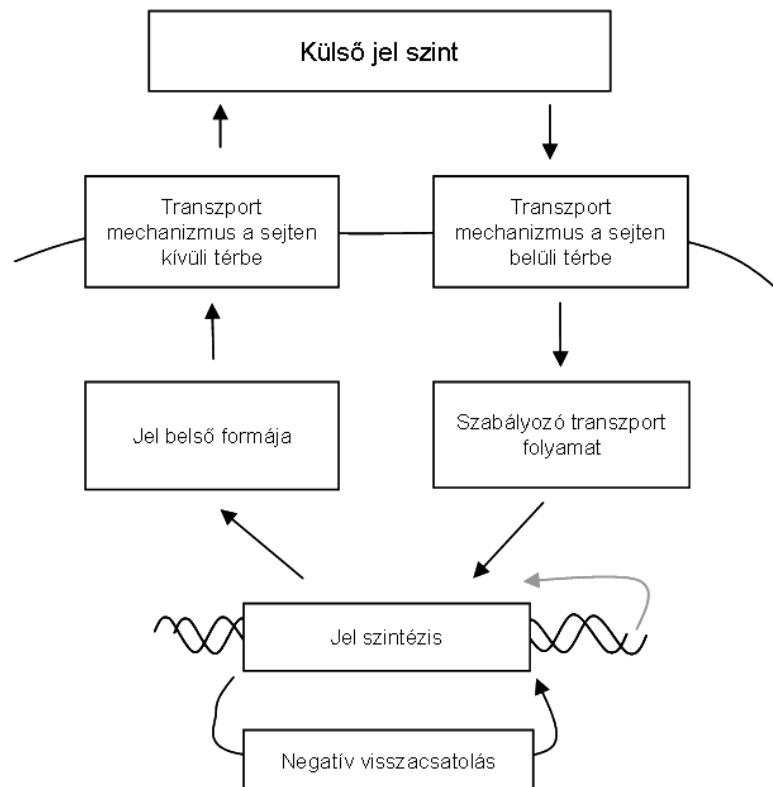 Külső jel szint
Transzport
mechanizmus a sejten
kívüli térbe
Transzport
mechanizmus a sejten
belüli térbe
Jel belső formája
Szabályozó transzport
folyamat
Jel szintézis
Negatív visszacsatolás